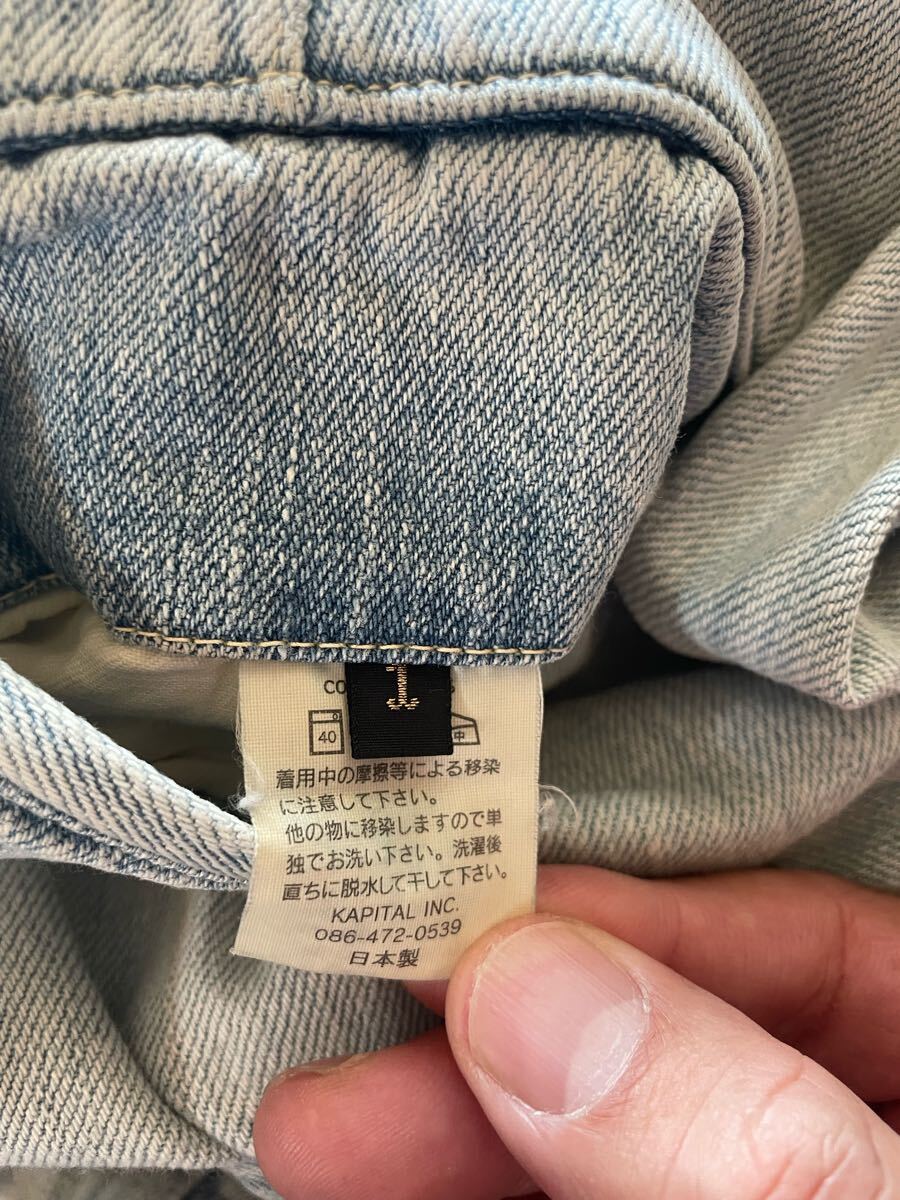 CO
1
40
中
着用中の摩擦等による移染
に注意して下さい。
他の物に移染しますので単
独でお洗い下さい。洗濯後
直ちに脱水して干して下さい。
KAPITAL INC.
086-472-0539
日本製